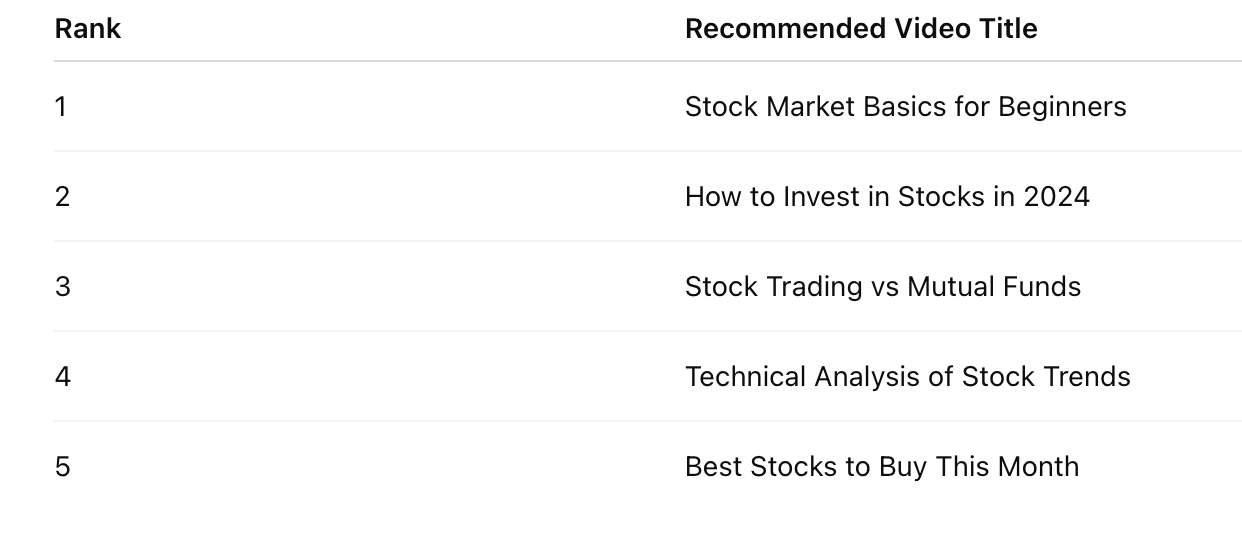 Rank Recommended Video Title
1 Stock Market Basics for Beginners
2 How to Invest in Stocks in 2024
3 Stock Trading vs Mutual Funds
4 Technical Analysis of Stock Trends
5 Best Stocks to Buy This Month